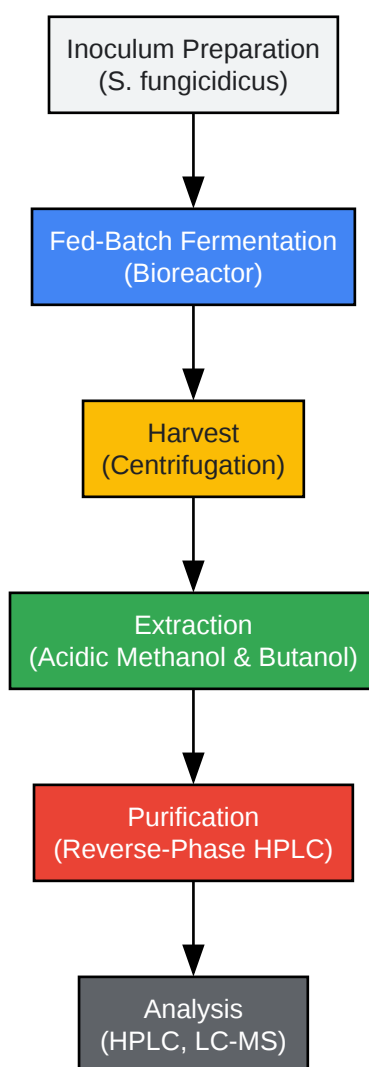 Inoculum Preparation
(S. fungicidicus)
Fed-Batch Fermentation
(Bioreactor)
Harvest
(Centrifugation)
Extraction
(Acidic Methanol & Butanol)
Purification
(Reverse-Phase HPLC)
Analysis
(HPLC, LC-MS)